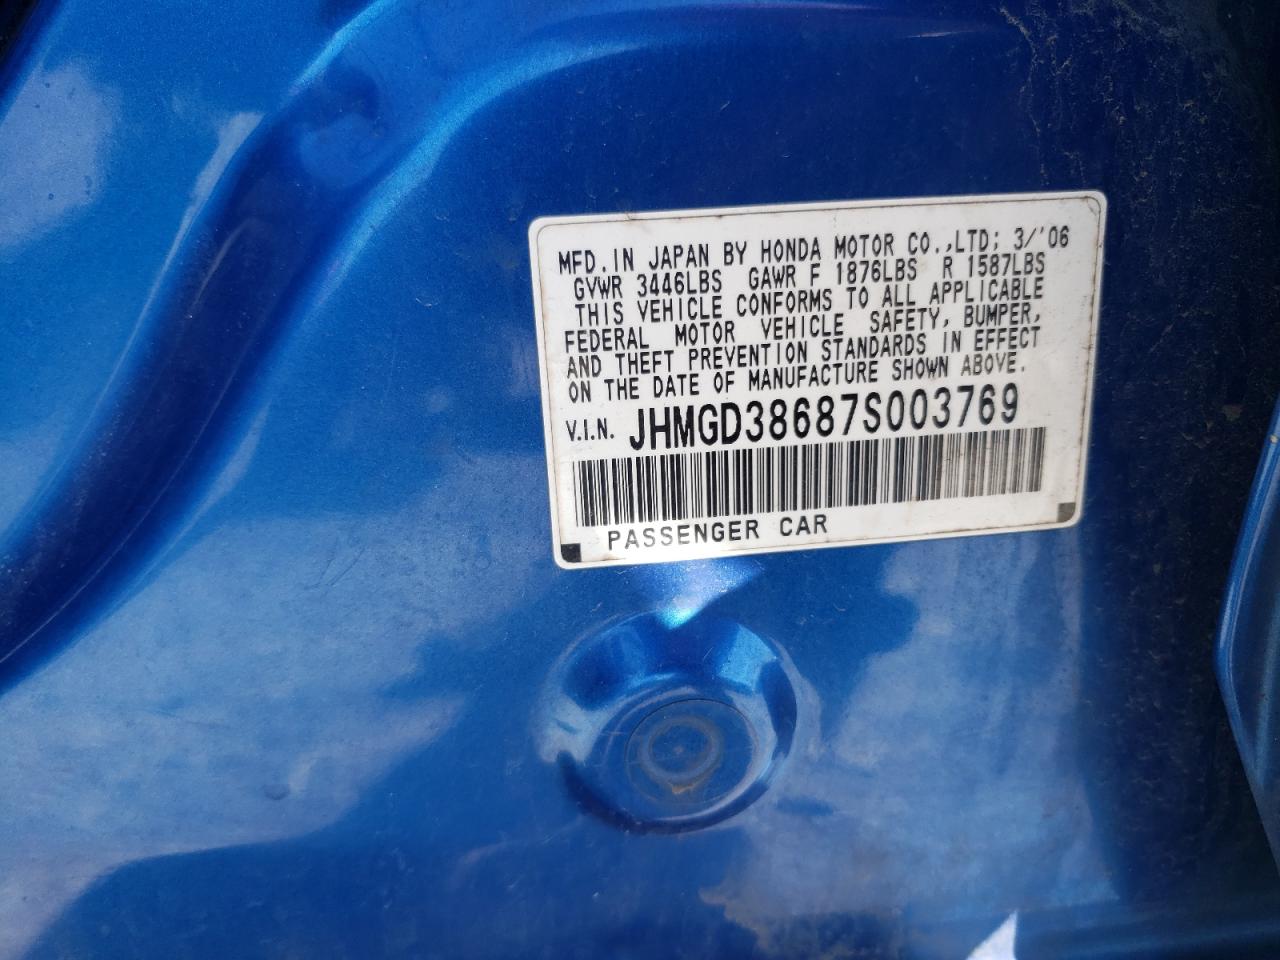 MFD. IN JAPAN BY HONDA MOTOR CO.,LTD; 3/'06
GVWR 3446LBS GAWR F 1876LBS R 1587LBS
THIS VEHICLE CONFORMS TO ALL APPLICABLE
FEDERAL MOTOR VEHICLE SAFETY, BUMPER,
AND THEFT PREVENTION STANDARDS IN EFFECT
ON THE DATE OF MANUFACTURE SHOWN ABOVE.
V.I.N. JHMGD38687S003769
PASSENGER CAR